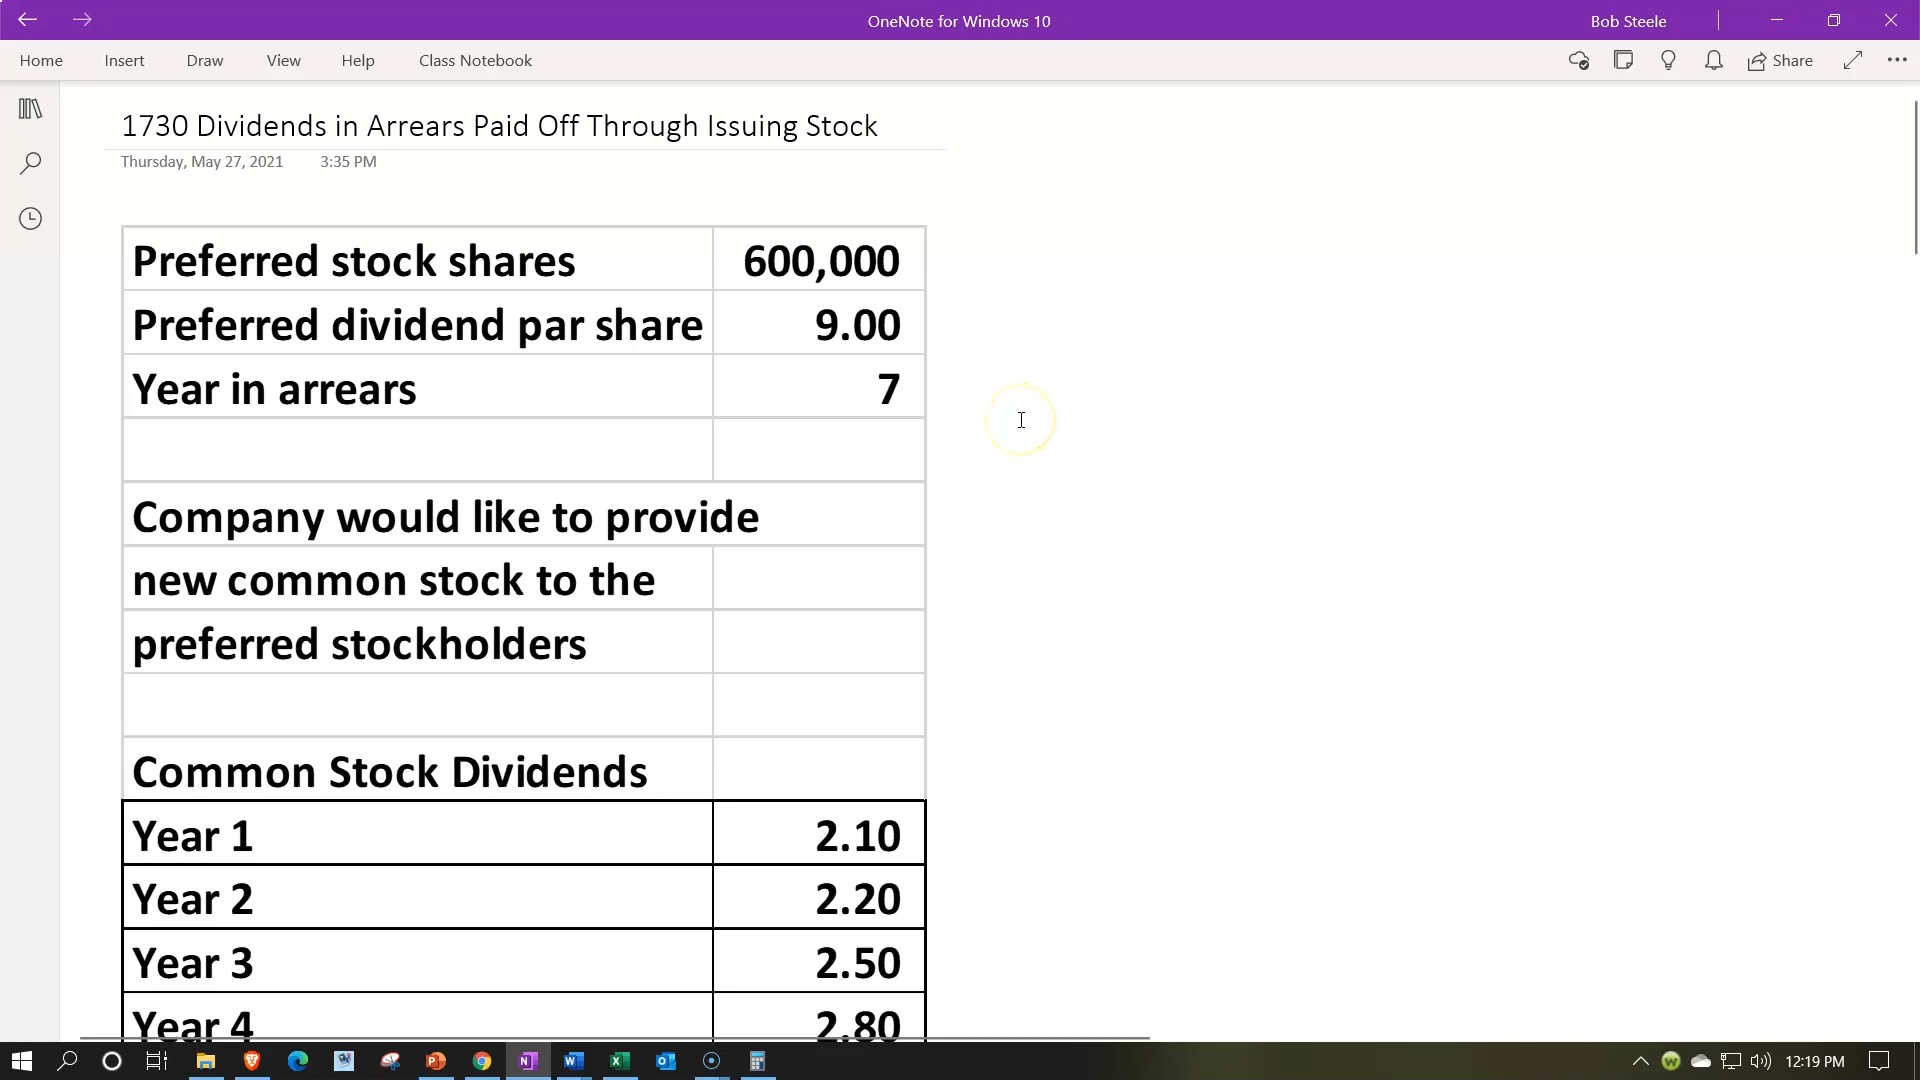 OneNote for Windows 10
Bob Steele
Home Insert Draw View Help Class Notebook
Share
1730 Dividends in Arrears Paid Off Through Issuing Stock
Thursday, May 27, 2021 3:35 PM
Preferred stock shares 600,000
Preferred dividend par share 9.00
Year in arrears 7
Company would like to provide
new common stock to the
preferred stockholders
Common Stock Dividends
Year 1 2.10
Year 2 2.20
Year 3 2.50
Year 4 2.80
12:19 PM